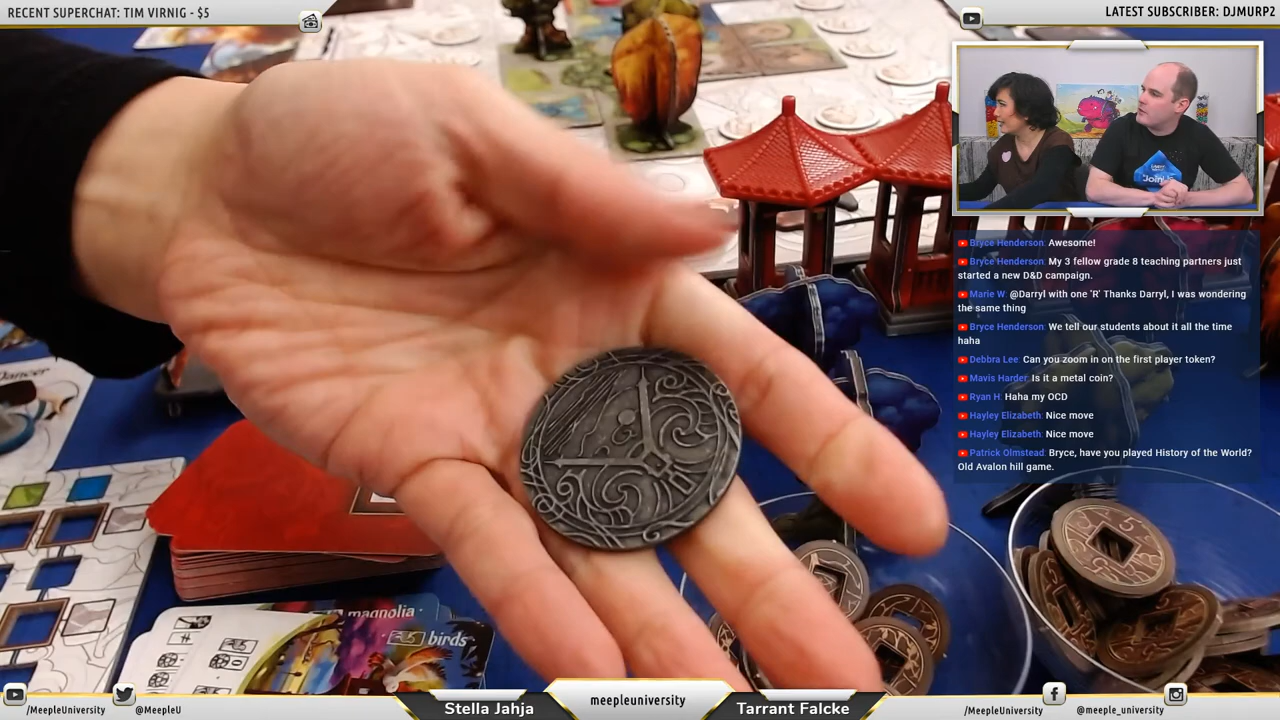 RECENT SUPERCHAT: TIM VIRNIG - $5
LATEST SUBSCRIBER: DJMURP2
Bryce Henderson: Awesome!
Bryce Henderson: My 3 fellow grade 8 teaching partners just
started a new D&D campaign.
Marie W: @Darryl with one 'R' Thanks Darryl, I was wondering
the same thing
Bryce Henderson: We tell our students about it all the time
haha
Debbra Lee: Can you zoom in on the first player token?
Mavis Harder: Is it a metal coin?
Ryan H: Haha my OCD
Hayley Elizabeth: Nice move
Hayley Elizabeth: Nice move
Patrick Olmstead: Bryce, have you played History of the World?
Old Avalon hill game.
Dancer
magnolia
birds
5
/MeepleUniversity
@MeepleU
Stella Jahja
meepleuniversity
Tarrant Falcke
/MeepleUniversity
@meeple_university